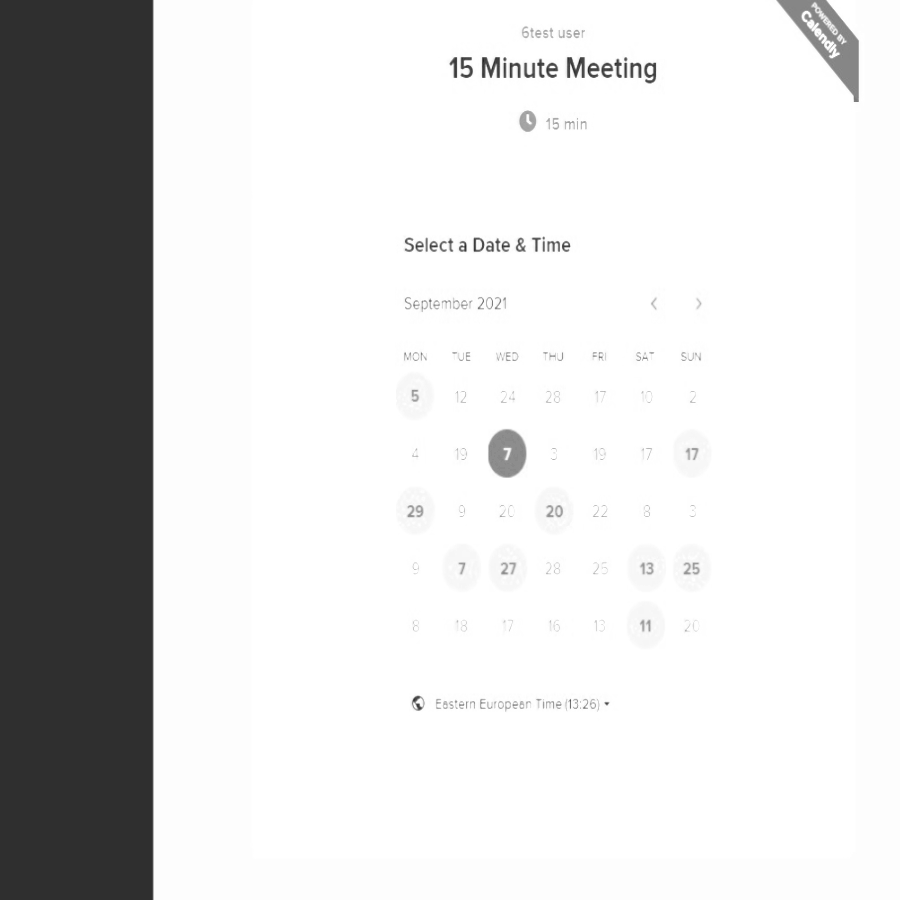 6test user
POWERED BY
Calendly
15 Minute Meeting
15 min
Select a Date & Time
September 2021
MON TUE WED THU FRI SAT SUN
5 12 24 28 17 10 2
4 19 7 3 19 17 17
29 9 20 20 22 8 3
9 7 27 28 25 13 25
8 18 17 16 13 11 20
Eastern European Time (13:26)